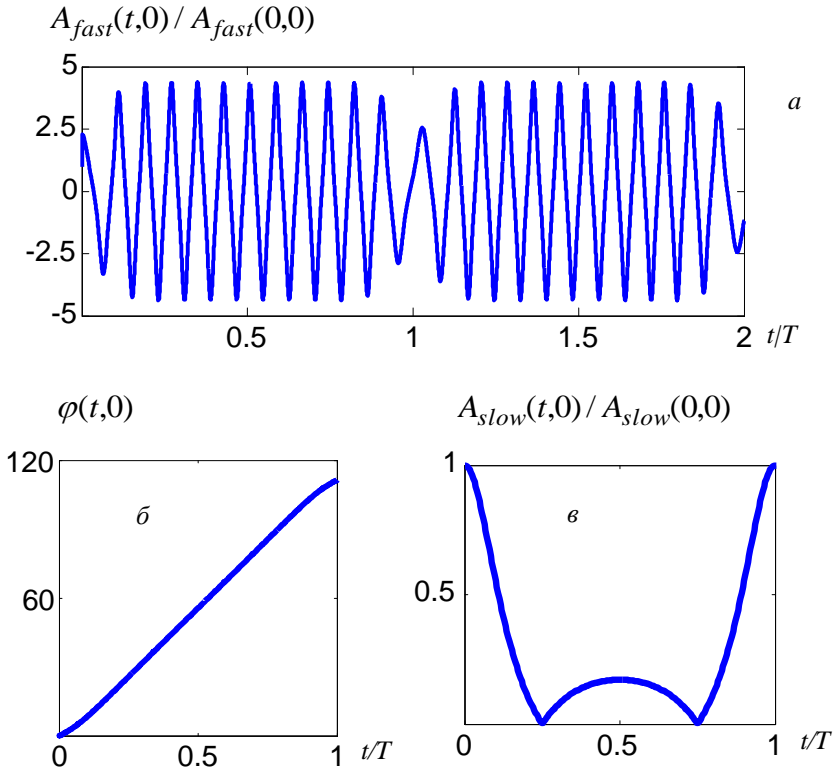 A_fast(t,0) / A_fast(0,0)
5
а
2.5
0
-2.5
-5
0.5
1
1.5
2
t/T
φ(t,0)
A_slow(t,0) / A_slow(0,0)
120
1
б
в
60
0.5
0
0.5
1
t/T
0
0.5
1
t/T